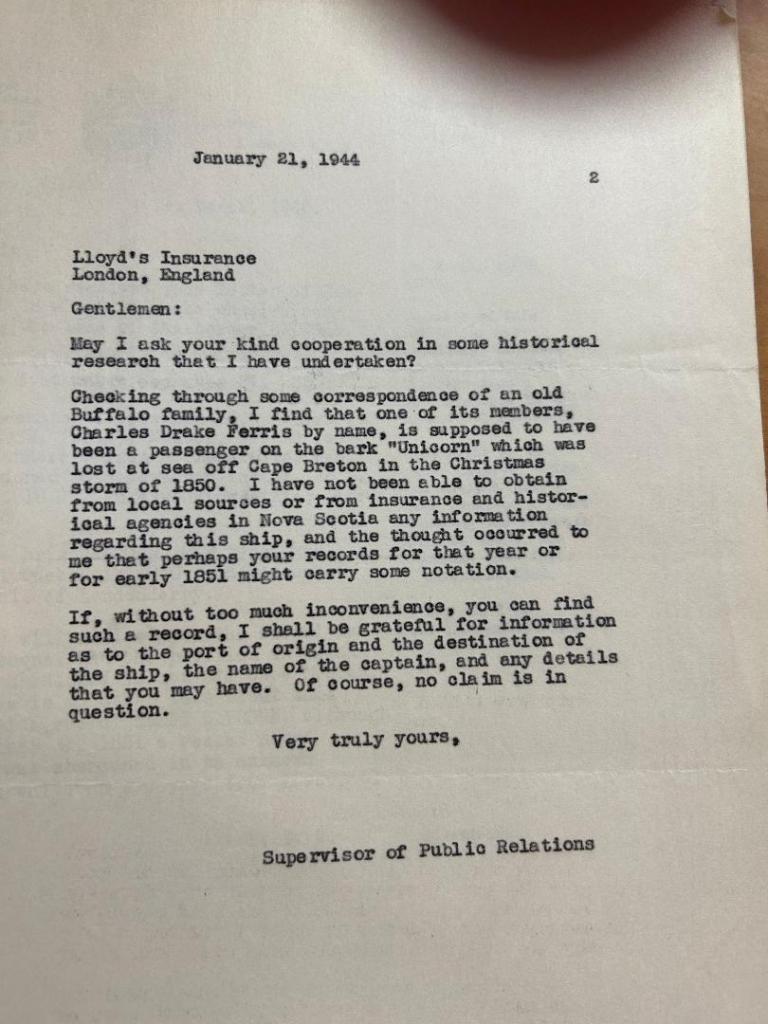 January 21, 1944
2
Lloyd's Insurance
London, England
Gentlemen:
May I ask your kind cooperation in some historical
research that I have undertaken?
Checking through some correspondence of an old
Buffalo family, I find that one of its members,
Charles Drake Ferris by name, is supposed to have
been a passenger on the bark "Unicorn" which was
lost at sea off Cape Breton in the Christmas
storm of 1850. I have not been able to obtain
from local sources or from insurance and histor-
ical agencies in Nova Scotia any information
regarding this ship, and the thought occurred to
me that perhaps your records for that year or
for early 1851 might carry some notation.
If, without too much inconvenience, you can find
such a record, I shall be grateful for information
as to the port of origin and the destination of
the ship, the name of the captain, and any details
that you may have. Of course, no claim is in
question.
Very truly yours,
Supervisor of Public Relations